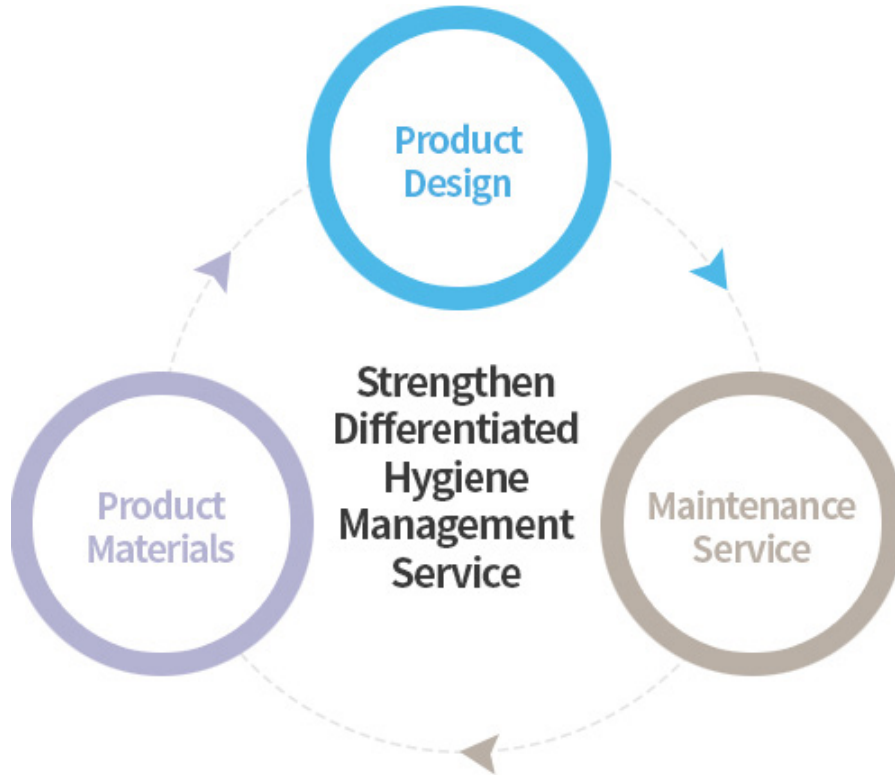 Product
Design
Strengthen
Differentiated
Hygiene
Management
Service
Product
Materials
Maintenance
Service